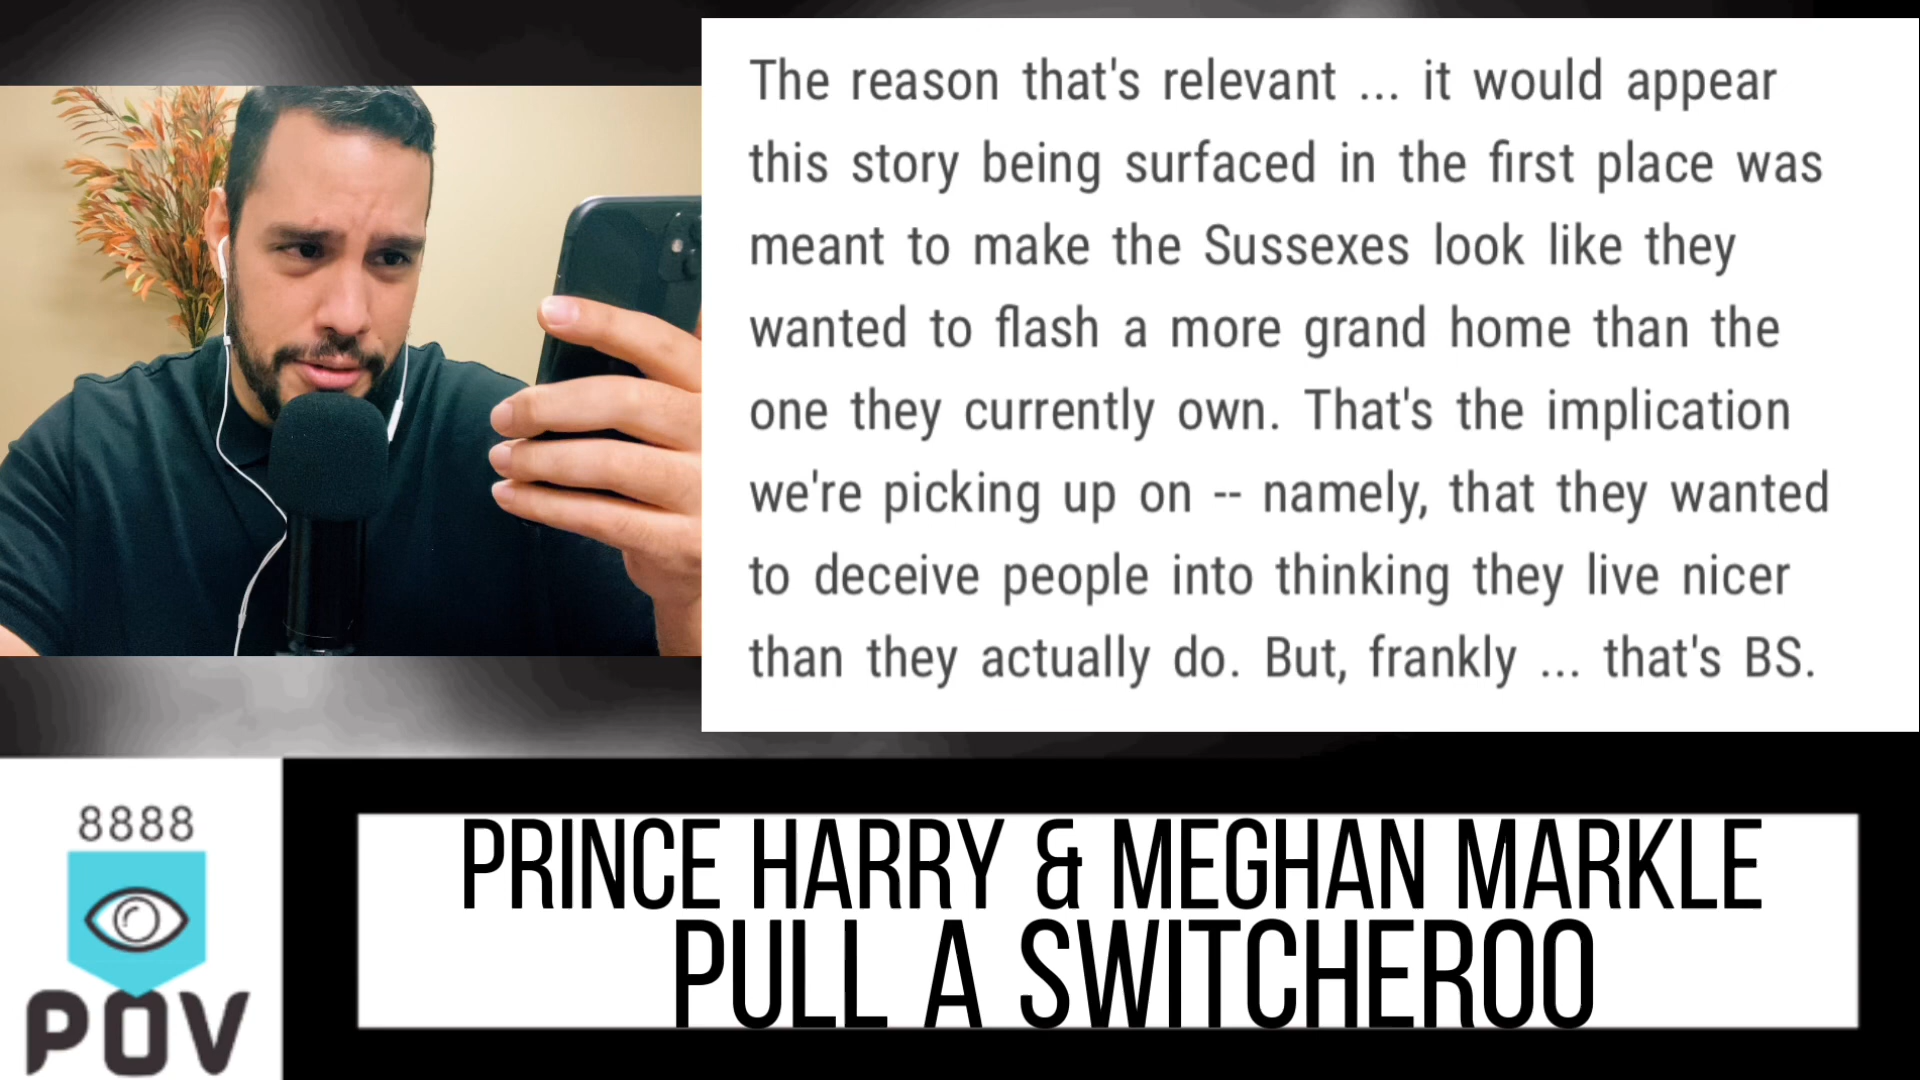 The reason that's relevant ... it would appear
this story being surfaced in the first place was
meant to make the Sussexes look like they
wanted to flash a more grand home than the
one they currently own. That's the implication
we're picking up on -- namely, that they wanted
to deceive people into thinking they live nicer
than they actually do. But, frankly ... that's BS.
8888
POV
PRINCE HARRY & MEGHAN MARKLE
PULL A SWITCHEROO